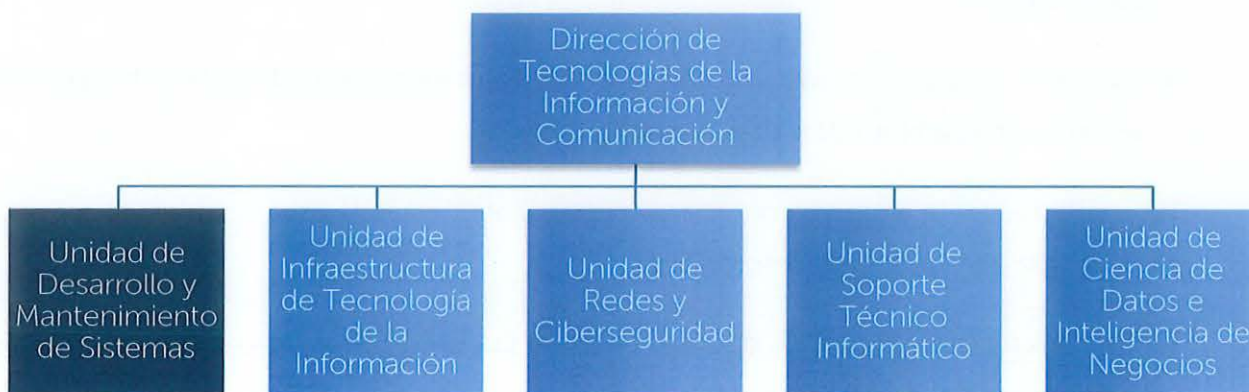 Dirección de
Tecnologías de la
Información y
Comunicación
Unidad de
Desarrollo y
Mantenimiento
de Sistemas
Unidad de
Infraestructura
de Tecnología
de la
Información
Unidad de
Redes y
Ciberseguridad
Unidad de
Soporte
Técnico
Informático
Unidad de
Ciencia de
Datos e
Inteligencia de
Negocios